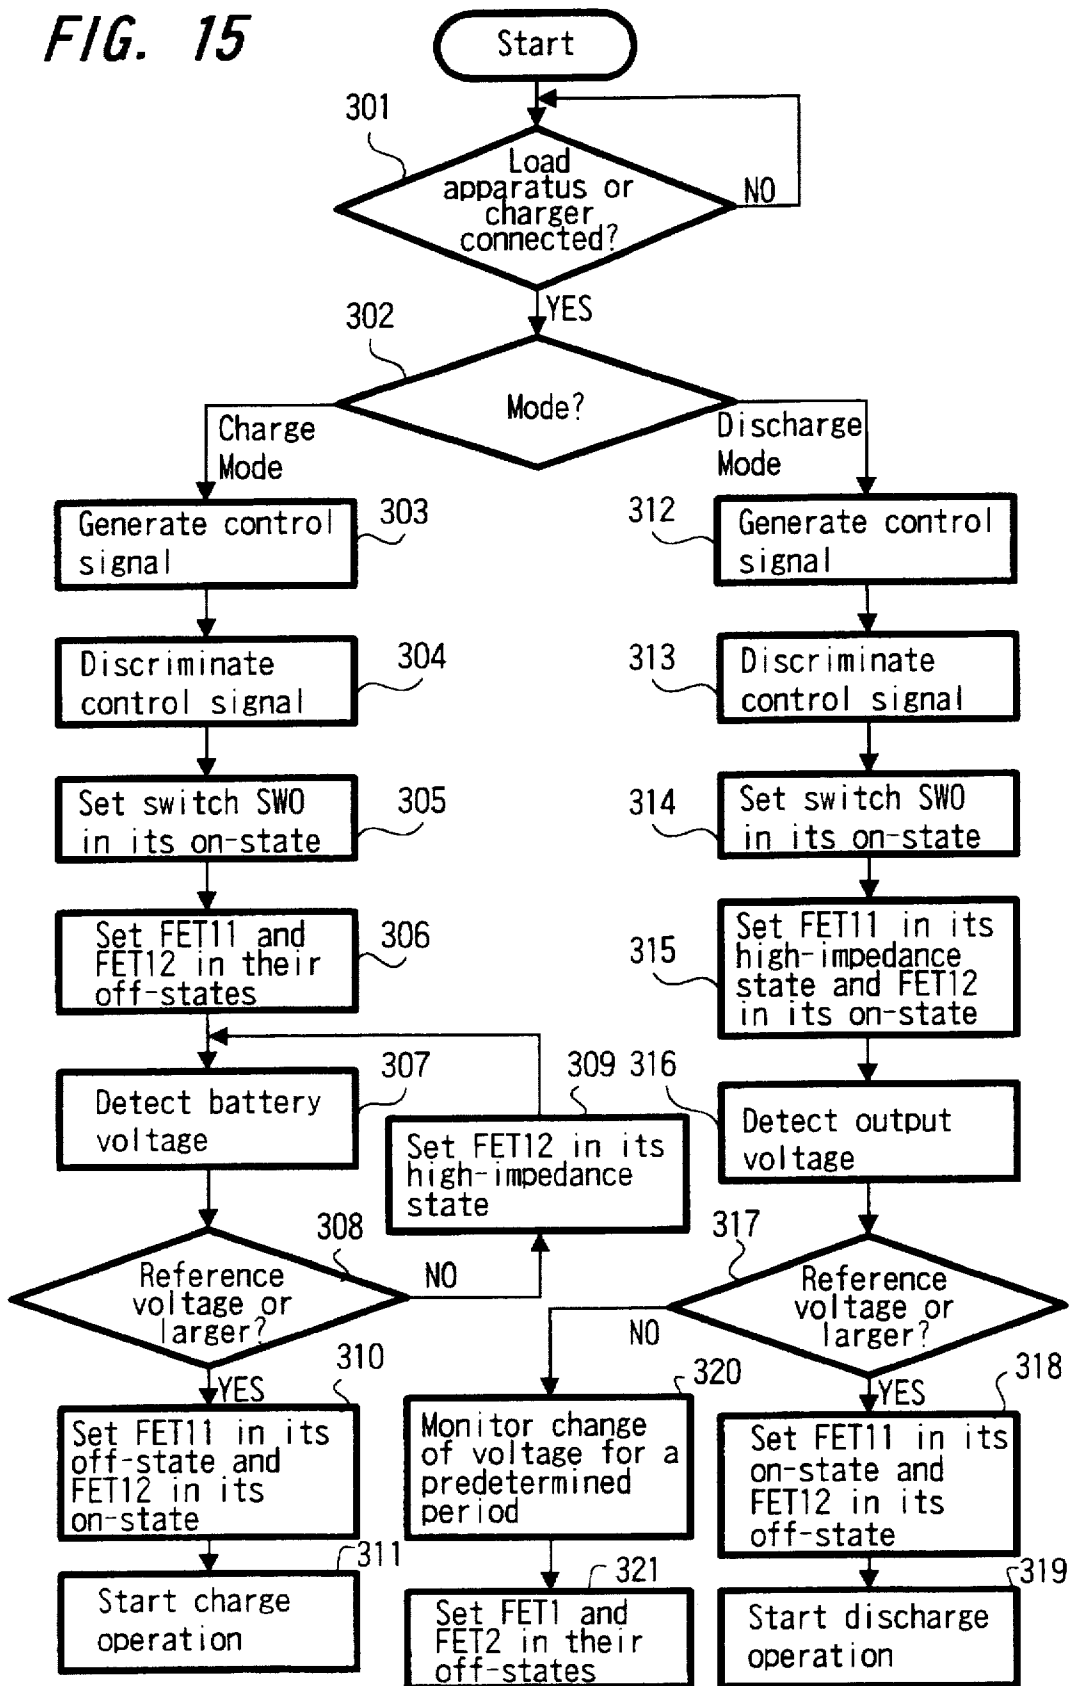 FIG. 15
Start
301
Load
apparatus or
charger
connected?
NO
YES
302
Mode?
Charge
Mode
Discharge
Mode
Generate control
signal
303
Discriminate
control signal
304
Set switch SW0
in its on-state
305
Set FET11 and
FET12 in their
off-states
306
Detect battery
voltage
307
Reference
voltage or
larger?
308
NO
309
Set FET12 in its
high-impedance
state
YES
310
Set FET11 in its
off-state and
FET12 in its
on-state
311
Start charge
operation
312
Generate control
signal
313
Discriminate
control signal
314
Set switch SW0
in its on-state
315
Set FET11 in its
high-impedance
state and FET12
in its on-state
316
Detect output
voltage
317
Reference
voltage or
larger?
NO
YES
318
Set FET11 in its
on-state and
FET12 in its
off-state
319
Start discharge
operation
320
Monitor change
of voltage for a
predetermined
period
321
Set FET1 and
FET2 in their
off-states